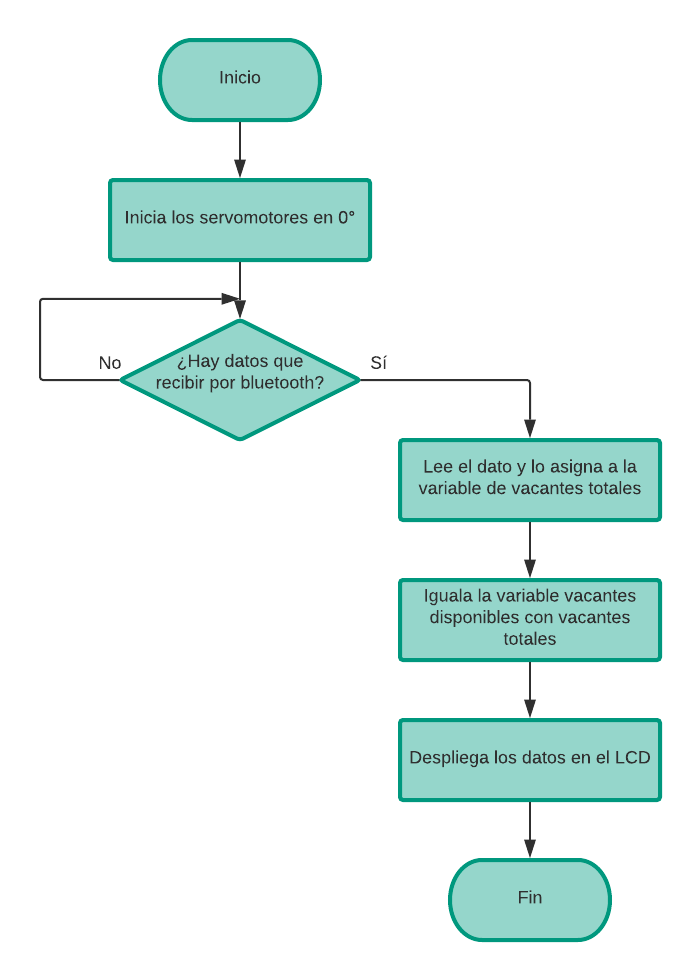 Inicio
Inicia los servomotores en 0°
¿Hay datos que
recibir por bluetooth?
No
Sí
Lee el dato y lo asigna a la
variable de vacantes totales
Iguala la variable vacantes
disponibles con vacantes
totales
Despliega los datos en el LCD
Fin